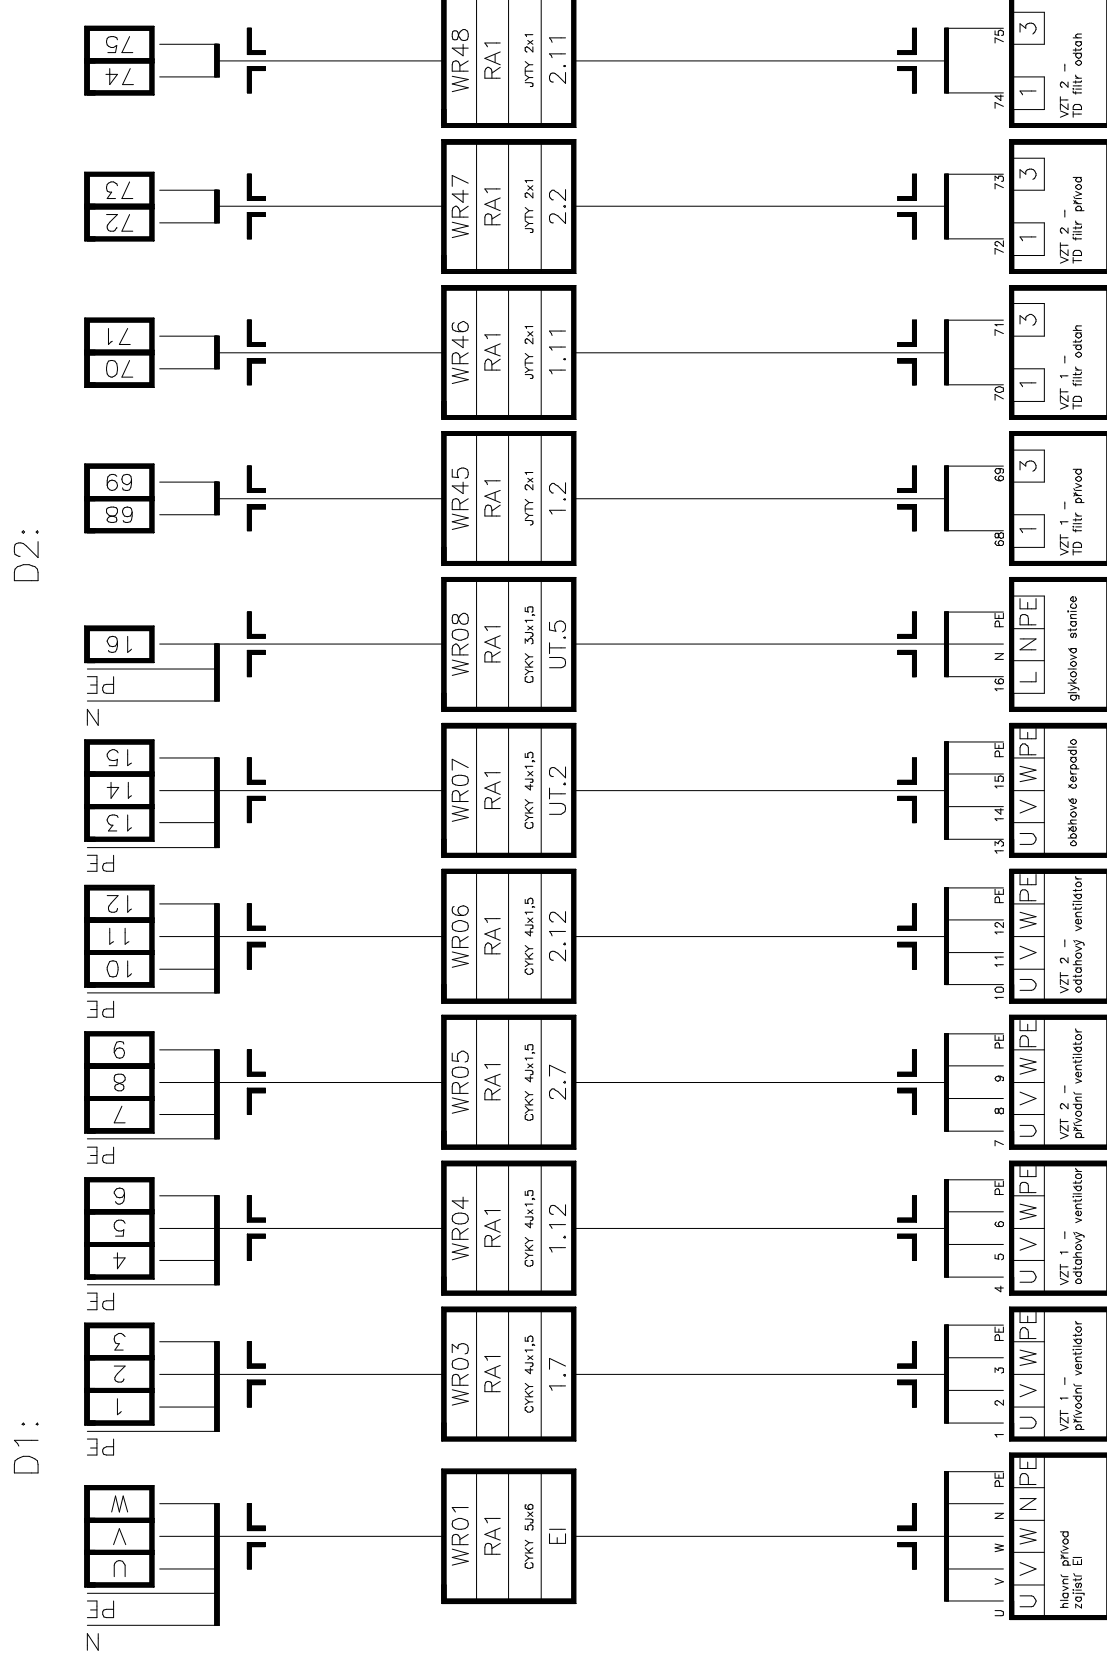 D1:
N PE U V W
WR01
RA1
CYKY 5Jx6
El
U V W N PE
U V W N PE
hlavní přívod
zajistí El
PE 1 2 3
WR03
RA1
CYKY 4Jx1,5
1.7
1 2 3 PE
U V W PE
VZT 1 –
přívodní ventilátor
PE 4 5 6
WR04
RA1
CYKY 4Jx1,5
1.12
4 5 6 PE
U V W PE
VZT 1 –
odtahový ventilátor
PE 7 8 9
WR05
RA1
CYKY 4Jx1,5
2.7
7 8 9 PE
U V W PE
VZT 2 –
přívodní ventilátor
PE 10 11 12
WR06
RA1
CYKY 4Jx1,5
2.12
10 11 12 PE
U V W PE
VZT 2 –
odtahový ventilátor
PE 13 14 15
WR07
RA1
CYKY 4Jx1,5
UT.2
13 14 15 PE
U V W PE
oběhové čerpadlo
N PE 16
WR08
RA1
CYKY 3Jx1,5
UT.5
16 N PE
L N PE
glykolová stanice
D2:
68 69
WR45
RA1
JYTY 2x1
1.2
68 69
1 3
VZT 1 –
TD filtr přívod
70 71
WR46
RA1
JYTY 2x1
1.11
70 71
1 3
VZT 1 –
TD filtr odtah
72 73
WR47
RA1
JYTY 2x1
2.2
72 73
1 3
VZT 2 –
TD filtr přívod
74 75
WR48
RA1
JYTY 2x1
2.11
74 75
1 3
VZT 2 –
TD filtr odtah